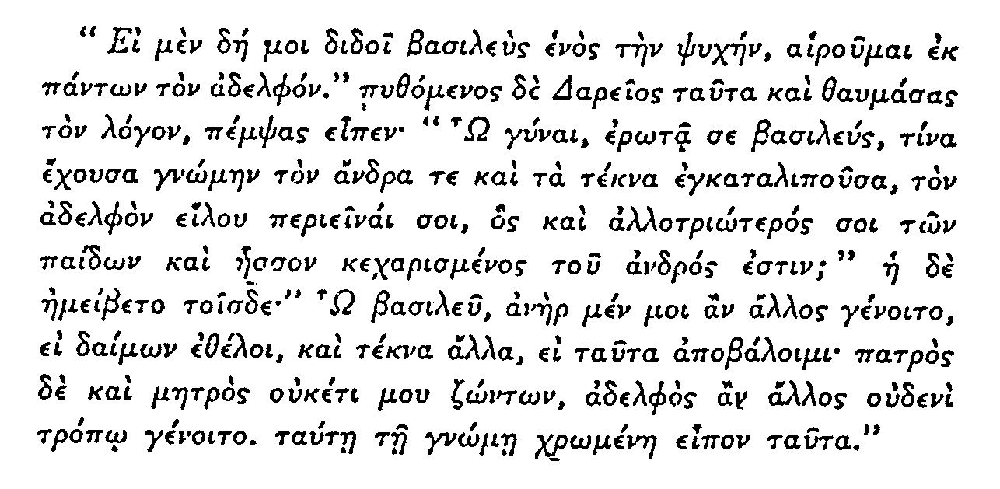 “ Εἰ μὲν δή μοι διδοῖ βασιλεὺς ἑνὸς τὴν ψυχήν, αἱροῦμαι ἐκ
πάντων τὸν ἀδελφόν.” πυθόμενος δὲ Δαρεῖος ταῦτα καὶ θαυμάσας
τὸν λόγον, πέμψας εἶπεν· “ Ὦ γύναι, ἐρωτᾷ σε βασιλεύς, τίνα
ἔχουσα γνώμην τὸν ἄνδρα τε καὶ τὰ τέκνα ἐγκαταλιποῦσα, τὸν
ἀδελφὸν εἵλου περιεῖνάι σοι, ὃς καὶ ἀλλοτριώτερός σοι τῶν
παίδων καὶ ἧσσον κεχαρισμένος τοῦ ἀνδρός ἐστιν; ” ἡ δὲ
ἠμείβετο τοῖσδε·” Ὦ βασιλεῦ, ἀνὴρ μέν μοι ἂν ἄλλος γένοιτο,
εἰ δαίμων ἐθέλοι, καὶ τέκνα ἄλλα, εἰ ταῦτα ἀποβάλοιμι· πατρὸς
δὲ καὶ μητρὸς οὐκέτι μου ζώντων, ἀδελφὸς ἂν ἄλλος οὐδενὶ
τρόπῳ γένοιτο. ταύτῃ τῇ γνώμῃ χρωμένη εἶπον ταῦτα.”